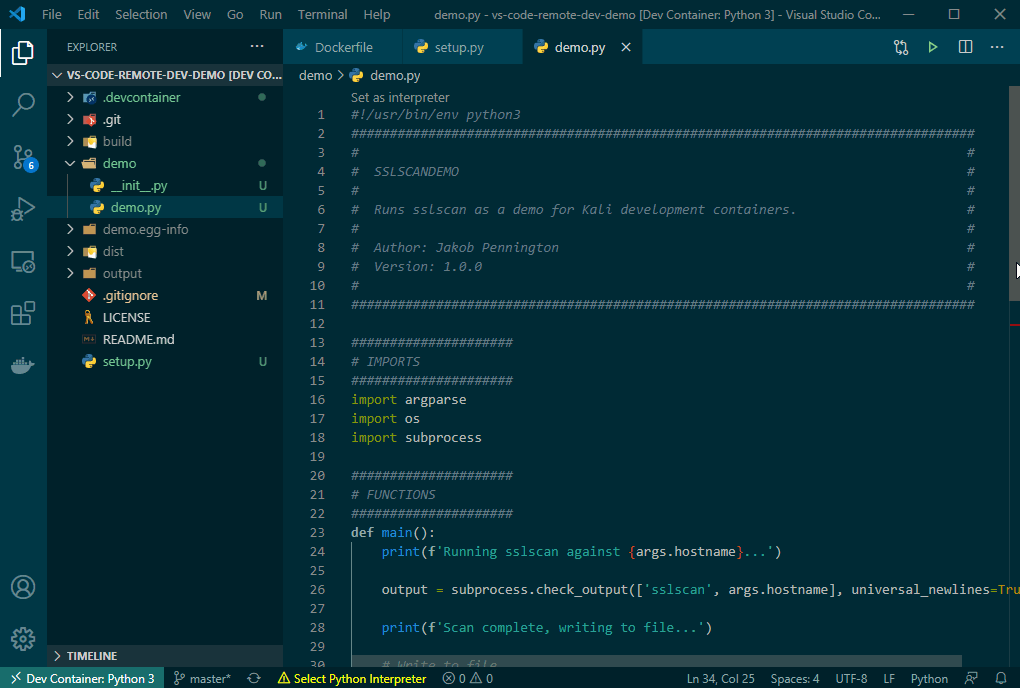 File Edit Selection View Go Run Terminal Help demo.py - vs-code-remote-dev-demo [Dev Container: Python 3] - Visual Studio Co...
EXPLORER ···
VS-CODE-REMOTE-DEV-DEMO [DEV CO...
.devcontainer
.git
build
demo
__init__.py U
demo.py U
demo.egg-info
dist
output
.gitignore M
LICENSE
README.md
setup.py U
TIMELINE
6
Dockerfile setup.py demo.py
demo > demo.py
Set as interpreter
1 #!/usr/bin/env python3
2 #################################################################################
3 # #
4 # SSLSCANDEMO #
5 # #
6 # Runs sslscan as a demo for Kali development containers. #
7 # #
8 # Author: Jakob Pennington #
9 # Version: 1.0.0 #
10 # #
11 #################################################################################
12
13 #####################
14 # IMPORTS
15 #####################
16 import argparse
17 import os
18 import subprocess
19
20 #####################
21 # FUNCTIONS
22 #####################
23 def main():
24 print(f'Running sslscan against {args.hostname}...')
25
26 output = subprocess.check_output(['sslscan', args.hostname], universal_newlines=Tru
27
28 print(f'Scan complete, writing to file...')
29
30 # Write to file
Dev Container: Python 3 master* Select Python Interpreter 0 0 Ln 34, Col 25 Spaces: 4 UTF-8 LF Python